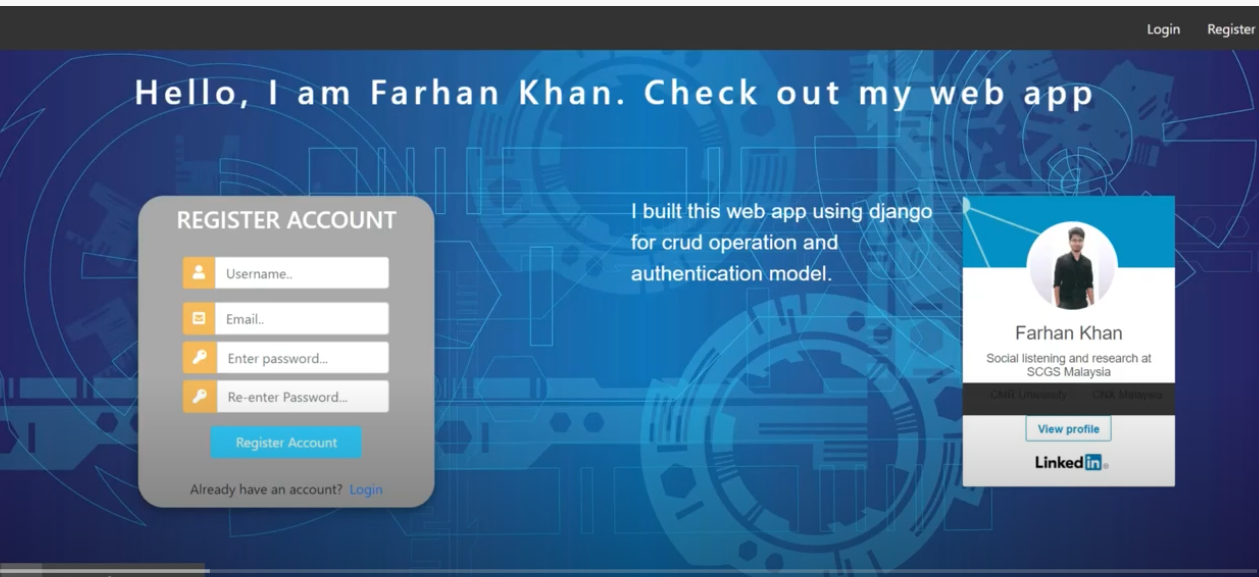 Login Register
Hello, I am Farhan Khan. Check out my web app
REGISTER ACCOUNT
Username..
Email..
Enter password...
Re-enter Password...
Register Account
Already have an account? Login
I built this web app using django
for crud operation and
authentication model.
Farhan Khan
Social listening and research at
SCGS Malaysia
CMR University CNX Malaysia
View profile
Linked in